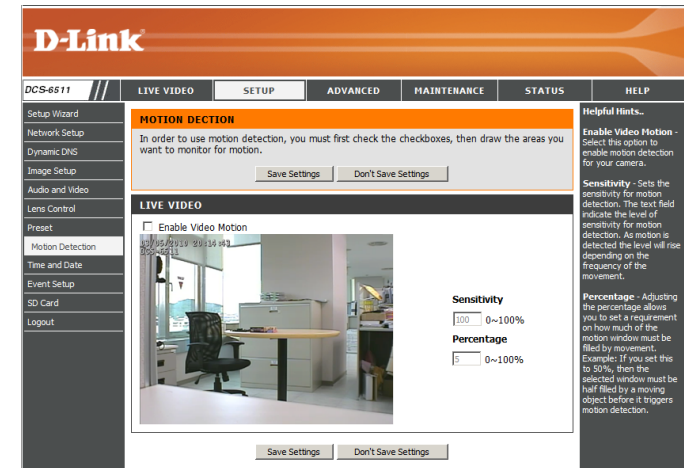 D-Link
DCS-6511
LIVE VIDEO
SETUP
ADVANCED
MAINTENANCE
STATUS
HELP
Setup Wizard
Network Setup
Dynamic DNS
Image Setup
Audio and Video
Lens Control
Preset
Motion Detection
Time and Date
Event Setup
SD Card
Logout
MOTION DECTION
In order to use motion detection, you must first check the checkboxes, then draw the areas you
want to monitor for motion.
Save Settings
Don't Save Settings
LIVE VIDEO
Enable Video Motion
DCS-6511
Sensitivity
100 0~100%
Percentage
5 0~100%
Save Settings
Don't Save Settings
Helpful Hints..
Enable Video Motion -
Select this option to
enable motion detection
for your camera.
Sensitivity - Sets the
sensitivity for motion
detection. The text field
indicate the level of
sensitivity for motion
detection. As motion is
detected the level will rise
depending on the
frequency of the
movement.
Percentage - Adjusting
the percentage allows
you to set a requirement
on how much of the
motion window must be
filled by movement.
Example: If you set this
to 50%, then the
selected window must be
half filled by a moving
object before it triggers
motion detection.